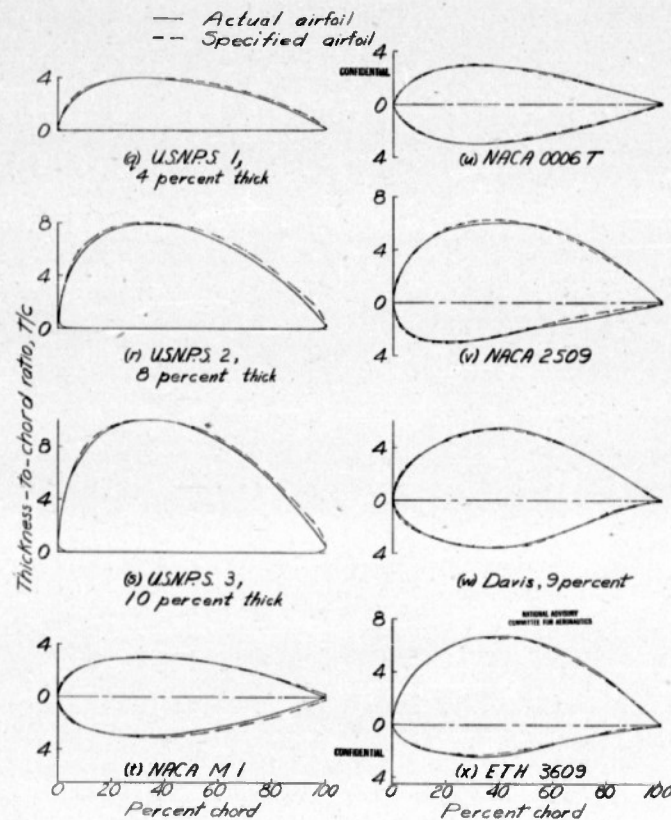 Actual airfoil
Specified airfoil
4
0
(q) U.S.N.P.S. 1,
4 percent thick
CONFIDENTIAL
4
0
4
(u) NACA 0006 T
8
4
0
(r) U.S.N.P.S. 2,
8 percent thick
8
4
0
4
(v) NACA 2509
Thickness-to-chord ratio, T/c
8
4
0
(s) U.S.N.P.S. 3,
10 percent thick
4
0
4
(w) Davis, 9 percent
NATIONAL ADVISORY
COMMITTEE FOR AERONAUTICS
4
0
4
(t) NACA M 1
0 20 40 60 80 100
Percent chord
8
4
0
4
CONFIDENTIAL
(x) ETH 3609
0 20 40 60 80 100
Percent chord